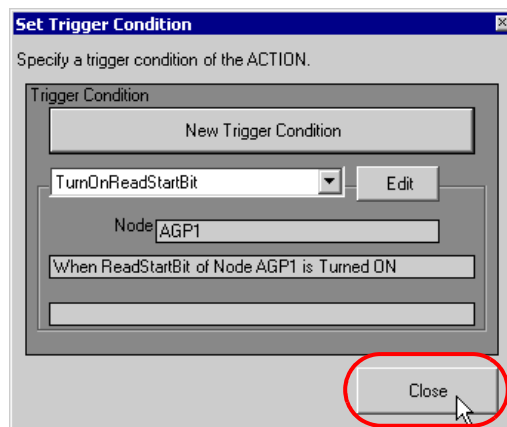 Set Trigger Condition
Specify a trigger condition of the ACTION.
Trigger Condition
New Trigger Condition
TurnOnReadStartBit
Edit
Node AGP1
When ReadStartBit of Node AGP1 is Turned ON
Close